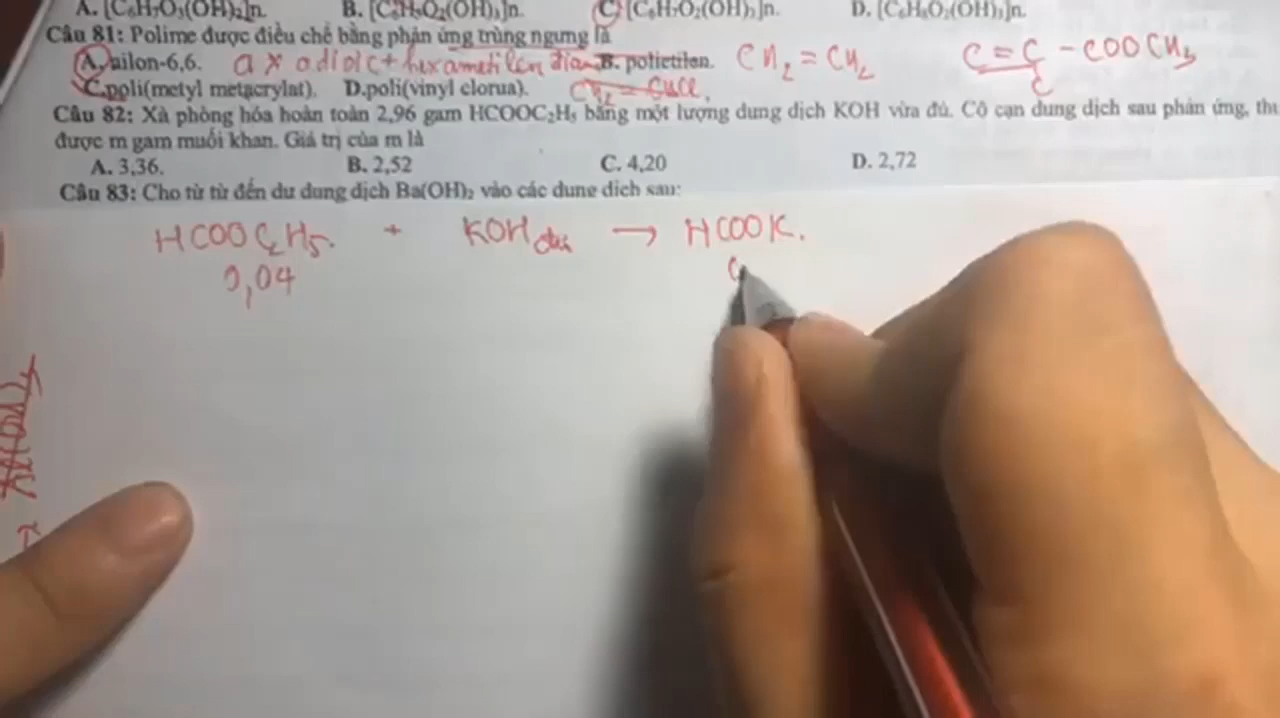 A. [C₆H₇O₃(OH)₂]n. B. [C₆H₅O₂(OH)₃]n. C. [C₆H₇O₂(OH)₃]n. D. [C₆H₈O₂(OH)₃]n.
Câu 81: Polime được điều chế bằng phản ứng trùng ngưng là
A. nilon-6,6. axadipic + hexametilen điamin B. polietilen. CH₂ = CH₂ C = C - COOCH₃
C
C. poli(metyl metacrylat). D.poli(vinyl clorua).
Câu 82: Xà phòng hóa hoàn toàn 2,96 gam HCOOC₂H₅ bằng một lượng dung dịch KOH vừa đủ. Cô cạn dung dịch sau phản ứng, thu
được m gam muối khan. Giá trị của m là
A. 3,36. B. 2,52 C. 4,20 D. 2,72
Câu 83: Cho từ từ đến dư dung dịch Ba(OH)₂ vào các dung dịch sau:
HCOOC₂H₅. + KOH → HCOOK.
0,04